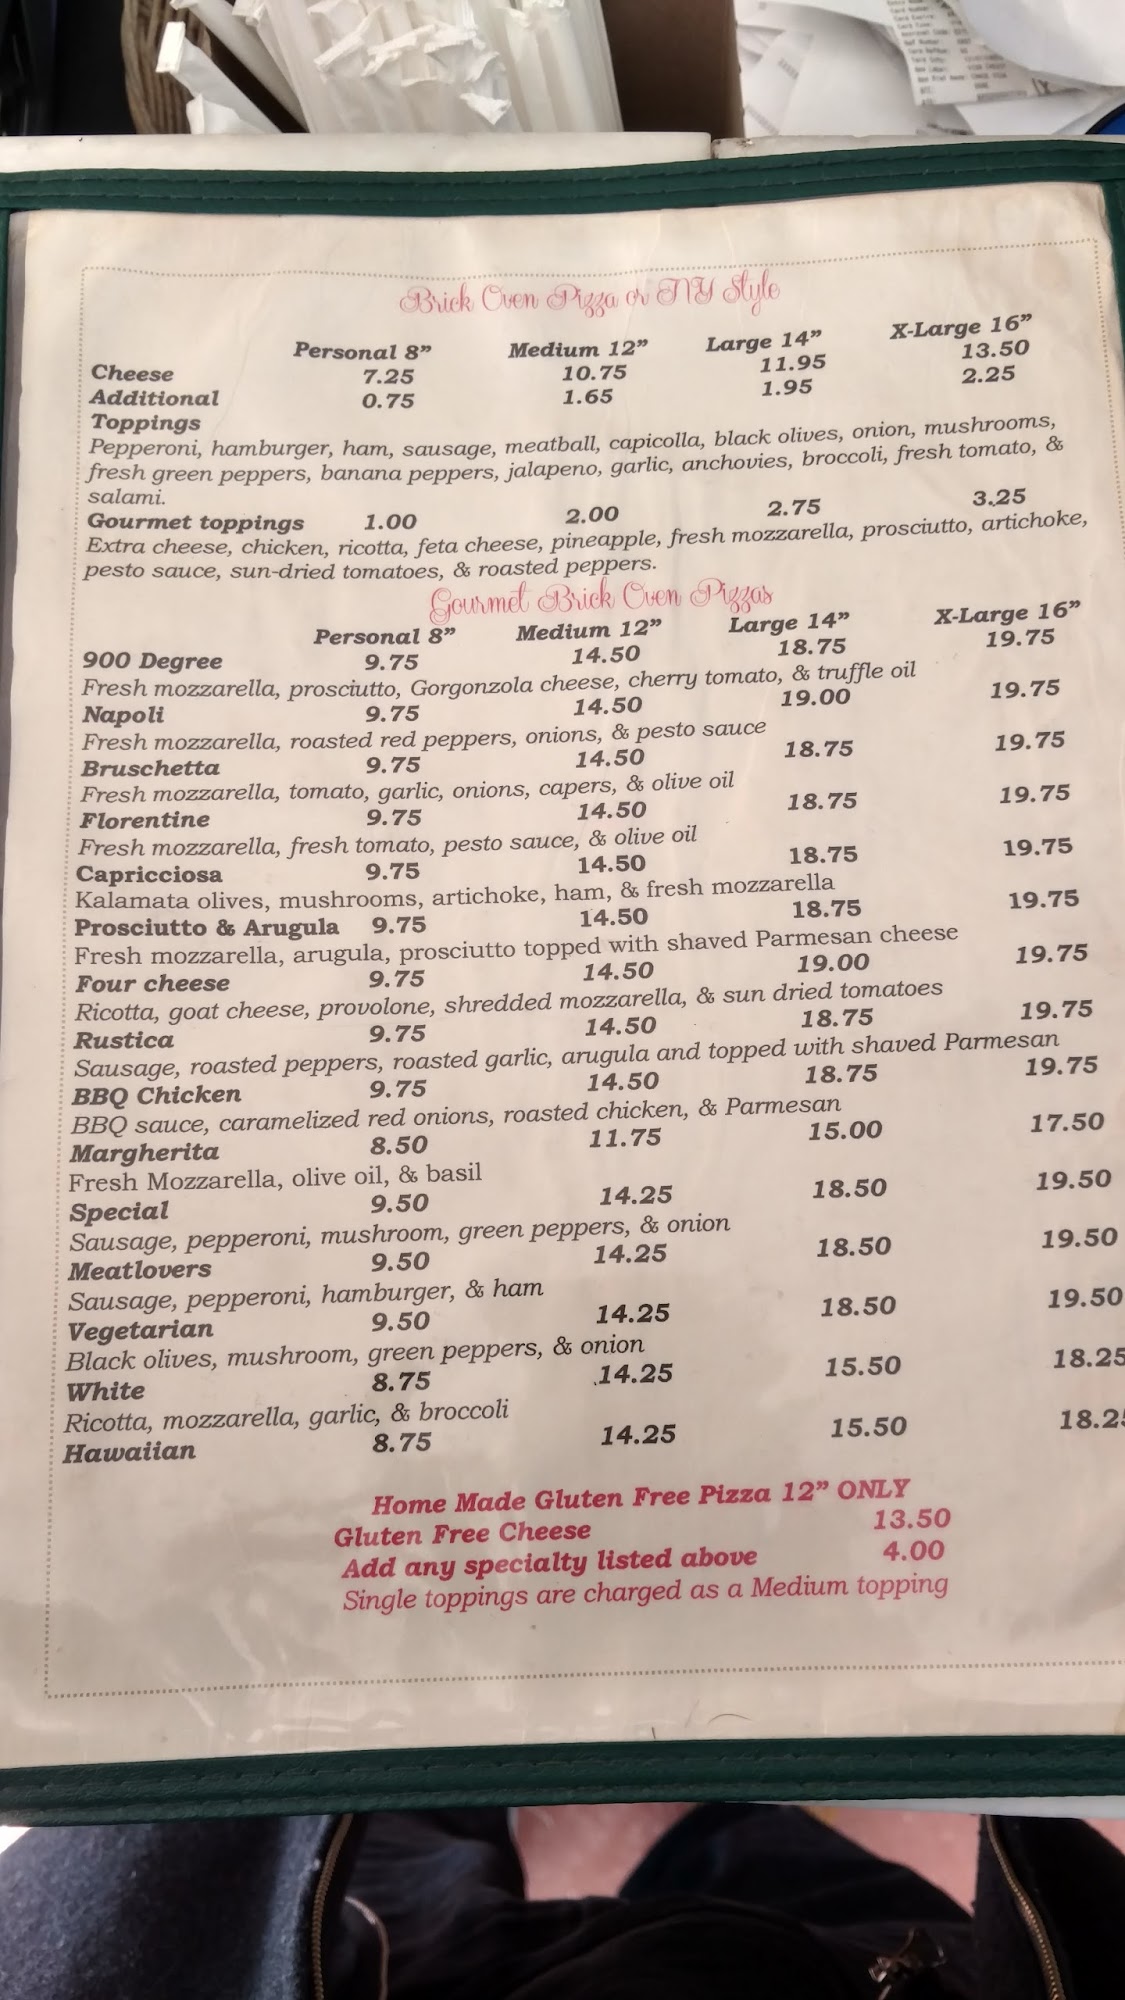 Brick Oven Pizza or NY Style
Personal 8" Medium 12" Large 14" X-Large 16"
Cheese 7.25 10.75 11.95 13.50
Additional 0.75 1.65 1.95 2.25
Toppings
Pepperoni, hamburger, ham, sausage, meatball, capicolla, black olives, onion, mushrooms,
fresh green peppers, banana peppers, jalapeno, garlic, anchovies, broccoli, fresh tomato, &
salami.
Gourmet toppings 1.00 2.00 2.75 3.25
Extra cheese, chicken, ricotta, feta cheese, pineapple, fresh mozzarella, prosciutto, artichoke,
pesto sauce, sun-dried tomatoes, & roasted peppers.
Gourmet Brick Oven Pizzas
Personal 8" Medium 12" Large 14" X-Large 16"
900 Degree 9.75 14.50 18.75 19.75
Fresh mozzarella, prosciutto, Gorgonzola cheese, cherry tomato, & truffle oil
Napoli 9.75 14.50 19.00 19.75
Fresh mozzarella, roasted red peppers, onions, & pesto sauce
Bruschetta 9.75 14.50 18.75 19.75
Fresh mozzarella, tomato, garlic, onions, capers, & olive oil
Florentine 9.75 14.50 18.75 19.75
Fresh mozzarella, fresh tomato, pesto sauce, & olive oil
Capricciosa 9.75 14.50 18.75 19.75
Kalamata olives, mushrooms, artichoke, ham, & fresh mozzarella
Prosciutto & Arugula 9.75 14.50 18.75 19.75
Fresh mozzarella, arugula, prosciutto topped with shaved Parmesan cheese
Four cheese 9.75 14.50 19.00 19.75
Ricotta, goat cheese, provolone, shredded mozzarella, & sun dried tomatoes
Rustica 9.75 14.50 18.75 19.75
Sausage, roasted peppers, roasted garlic, arugula and topped with shaved Parmesan
BBQ Chicken 9.75 14.50 18.75 19.75
BBQ sauce, caramelized red onions, roasted chicken, & Parmesan
Margherita 8.50 11.75 15.00 17.50
Fresh Mozzarella, olive oil, & basil
Special 9.50 14.25 18.50 19.50
Sausage, pepperoni, mushroom, green peppers, & onion
Meatlovers 9.50 14.25 18.50 19.50
Sausage, pepperoni, hamburger, & ham
Vegetarian 9.50 14.25 18.50 19.50
Black olives, mushroom, green peppers, & onion
White 8.75 14.25 15.50 18.25
Ricotta, mozzarella, garlic, & broccoli
Hawaiian 8.75 14.25 15.50 18.2
Home Made Gluten Free Pizza 12" ONLY
Gluten Free Cheese 13.50
Add any specialty listed above 4.00
Single toppings are charged as a Medium topping